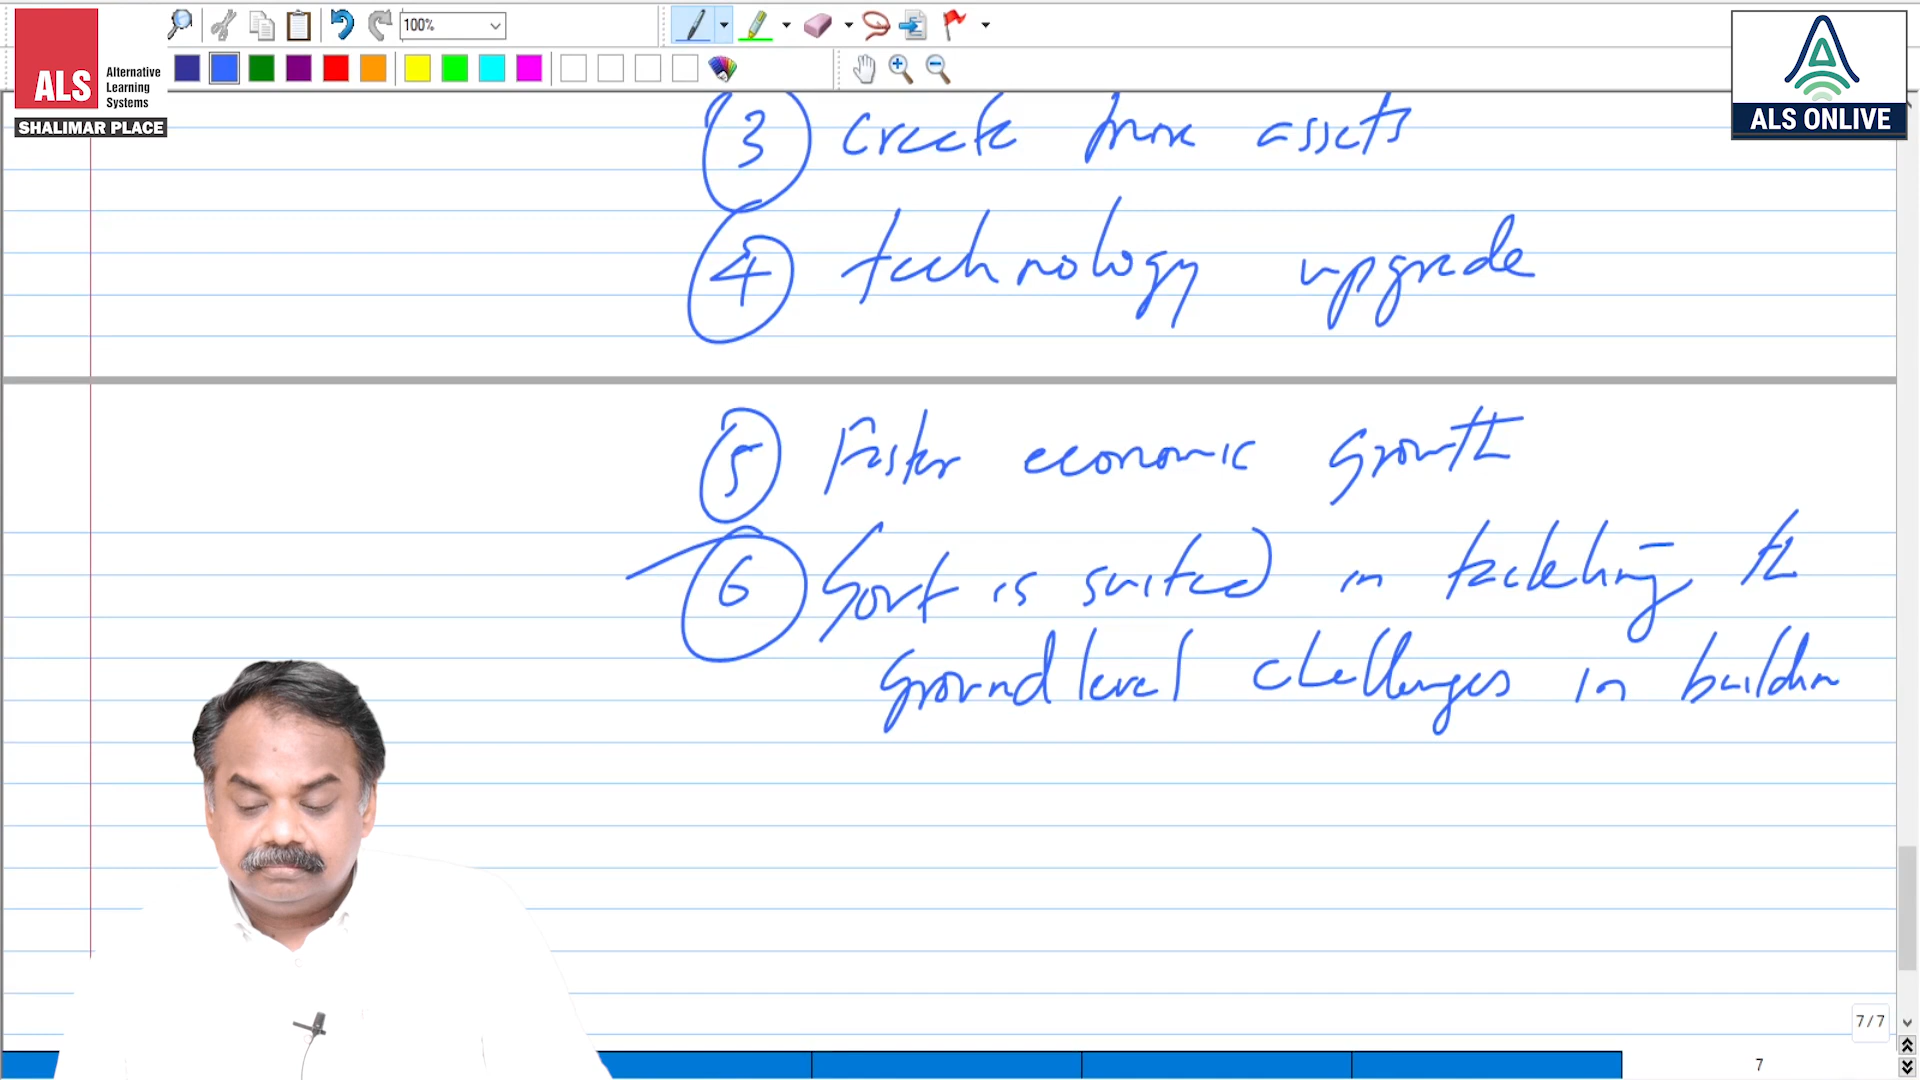 100%
ALS
Alternative
Learning
Systems
SHALIMAR PLACE
ALS ONLIVE
3 create more assets
4 technology upgrade
5 Faster economic growth
6 Govt is suited in tackling the
ground level challenges in buildin
7/7
7